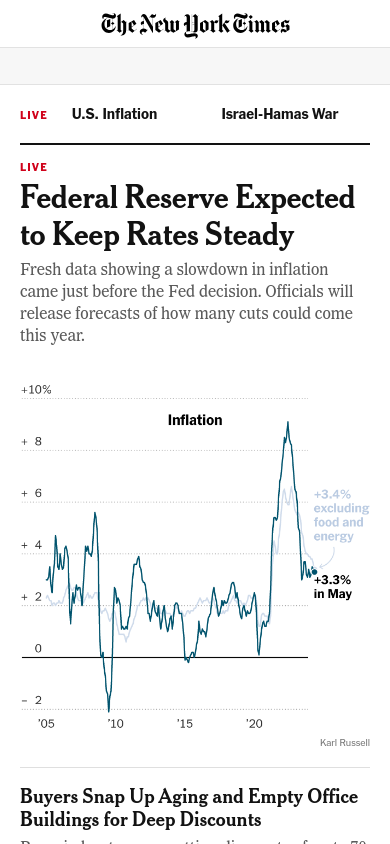 The New York Times
LIVE U.S. Inflation Israel-Hamas War
LIVE
Federal Reserve Expected
to Keep Rates Steady
Fresh data showing a slowdown in inflation
came just before the Fed decision. Officials will
release forecasts of how many cuts could come
this year.
+10%
Inflation
+ 8
+ 6
+3.4%
excluding
food and
energy
+ 4
+3.3%
in May
+ 2
0
– 2
'05 '10 '15 '20
Karl Russell
Buyers Snap Up Aging and Empty Office
Buildings for Deep Discounts